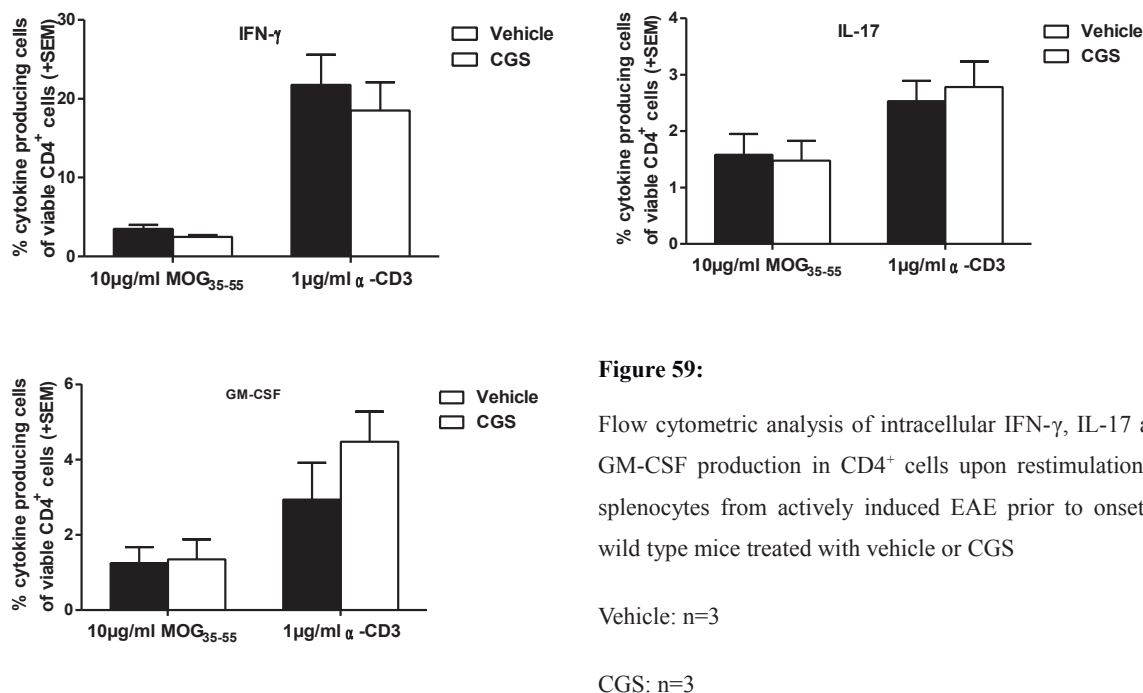 IFN-γ
Vehicle
CGS
% cytokine producing cells
of viable CD4⁺ cells (+SEM)
30
20
10
0
10µg/ml MOG₃₅₋₅₅
1µg/ml α -CD3
IL-17
Vehicle
CGS
% cytokine producing cells
of viable CD4⁺ cells (+SEM)
4
3
2
1
0
10µg/ml MOG₃₅₋₅₅
1µg/ml α -CD3
GM-CSF
Vehicle
CGS
% cytokine producing cells
of viable CD4⁺ cells (+SEM)
6
4
2
0
10µg/ml MOG₃₅₋₅₅
1µg/ml α -CD3
Figure 59:
Flow cytometric analysis of intracellular IFN-γ, IL-17 a
GM-CSF production in CD4⁺ cells upon restimulation
splenocytes from actively induced EAE prior to onset
wild type mice treated with vehicle or CGS
Vehicle: n=3
CGS: n=3